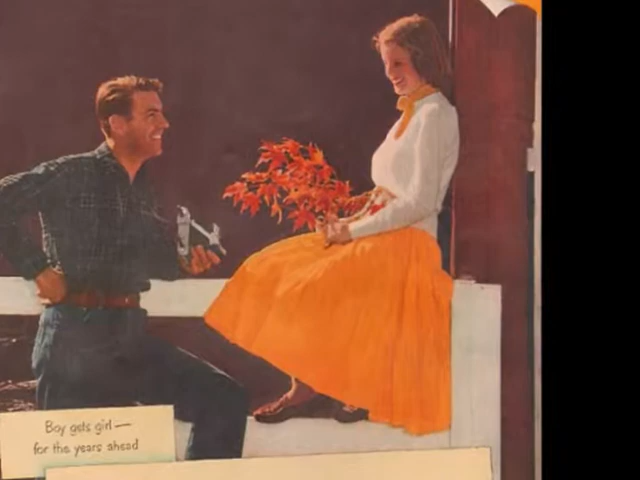 Boy gets girl —
for the years ahead